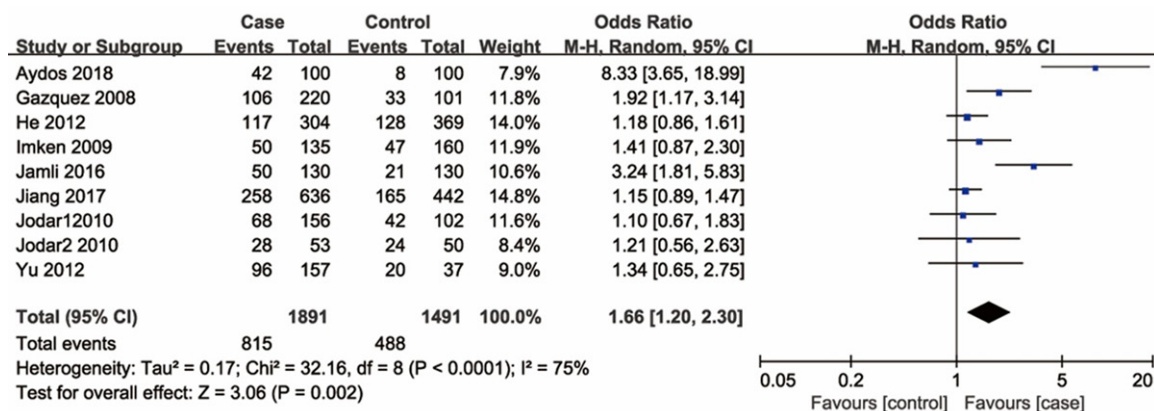 Case Control Odds Ratio Odds Ratio
Study or Subgroup Events Total Events Total Weight M-H, Random, 95% CI M-H, Random, 95% CI
Aydos 2018 42 100 8 100 7.9% 8.33 [3.65, 18.99]
Gazquez 2008 106 220 33 101 11.8% 1.92 [1.17, 3.14]
He 2012 117 304 128 369 14.0% 1.18 [0.86, 1.61]
Imken 2009 50 135 47 160 11.9% 1.41 [0.87, 2.30]
Jamli 2016 50 130 21 130 10.6% 3.24 [1.81, 5.83]
Jiang 2017 258 636 165 442 14.8% 1.15 [0.89, 1.47]
Jodar12010 68 156 42 102 11.6% 1.10 [0.67, 1.83]
Jodar2 2010 28 53 24 50 8.4% 1.21 [0.56, 2.63]
Yu 2012 96 157 20 37 9.0% 1.34 [0.65, 2.75]
Total (95% CI) 1891 1491 100.0% 1.66 [1.20, 2.30]
Total events 815 488
Heterogeneity: Tau² = 0.17; Chi² = 32.16, df = 8 (P < 0.0001); I² = 75%
Test for overall effect: Z = 3.06 (P = 0.002)
0.05 0.2 1 5 20
Favours [control] Favours [case]